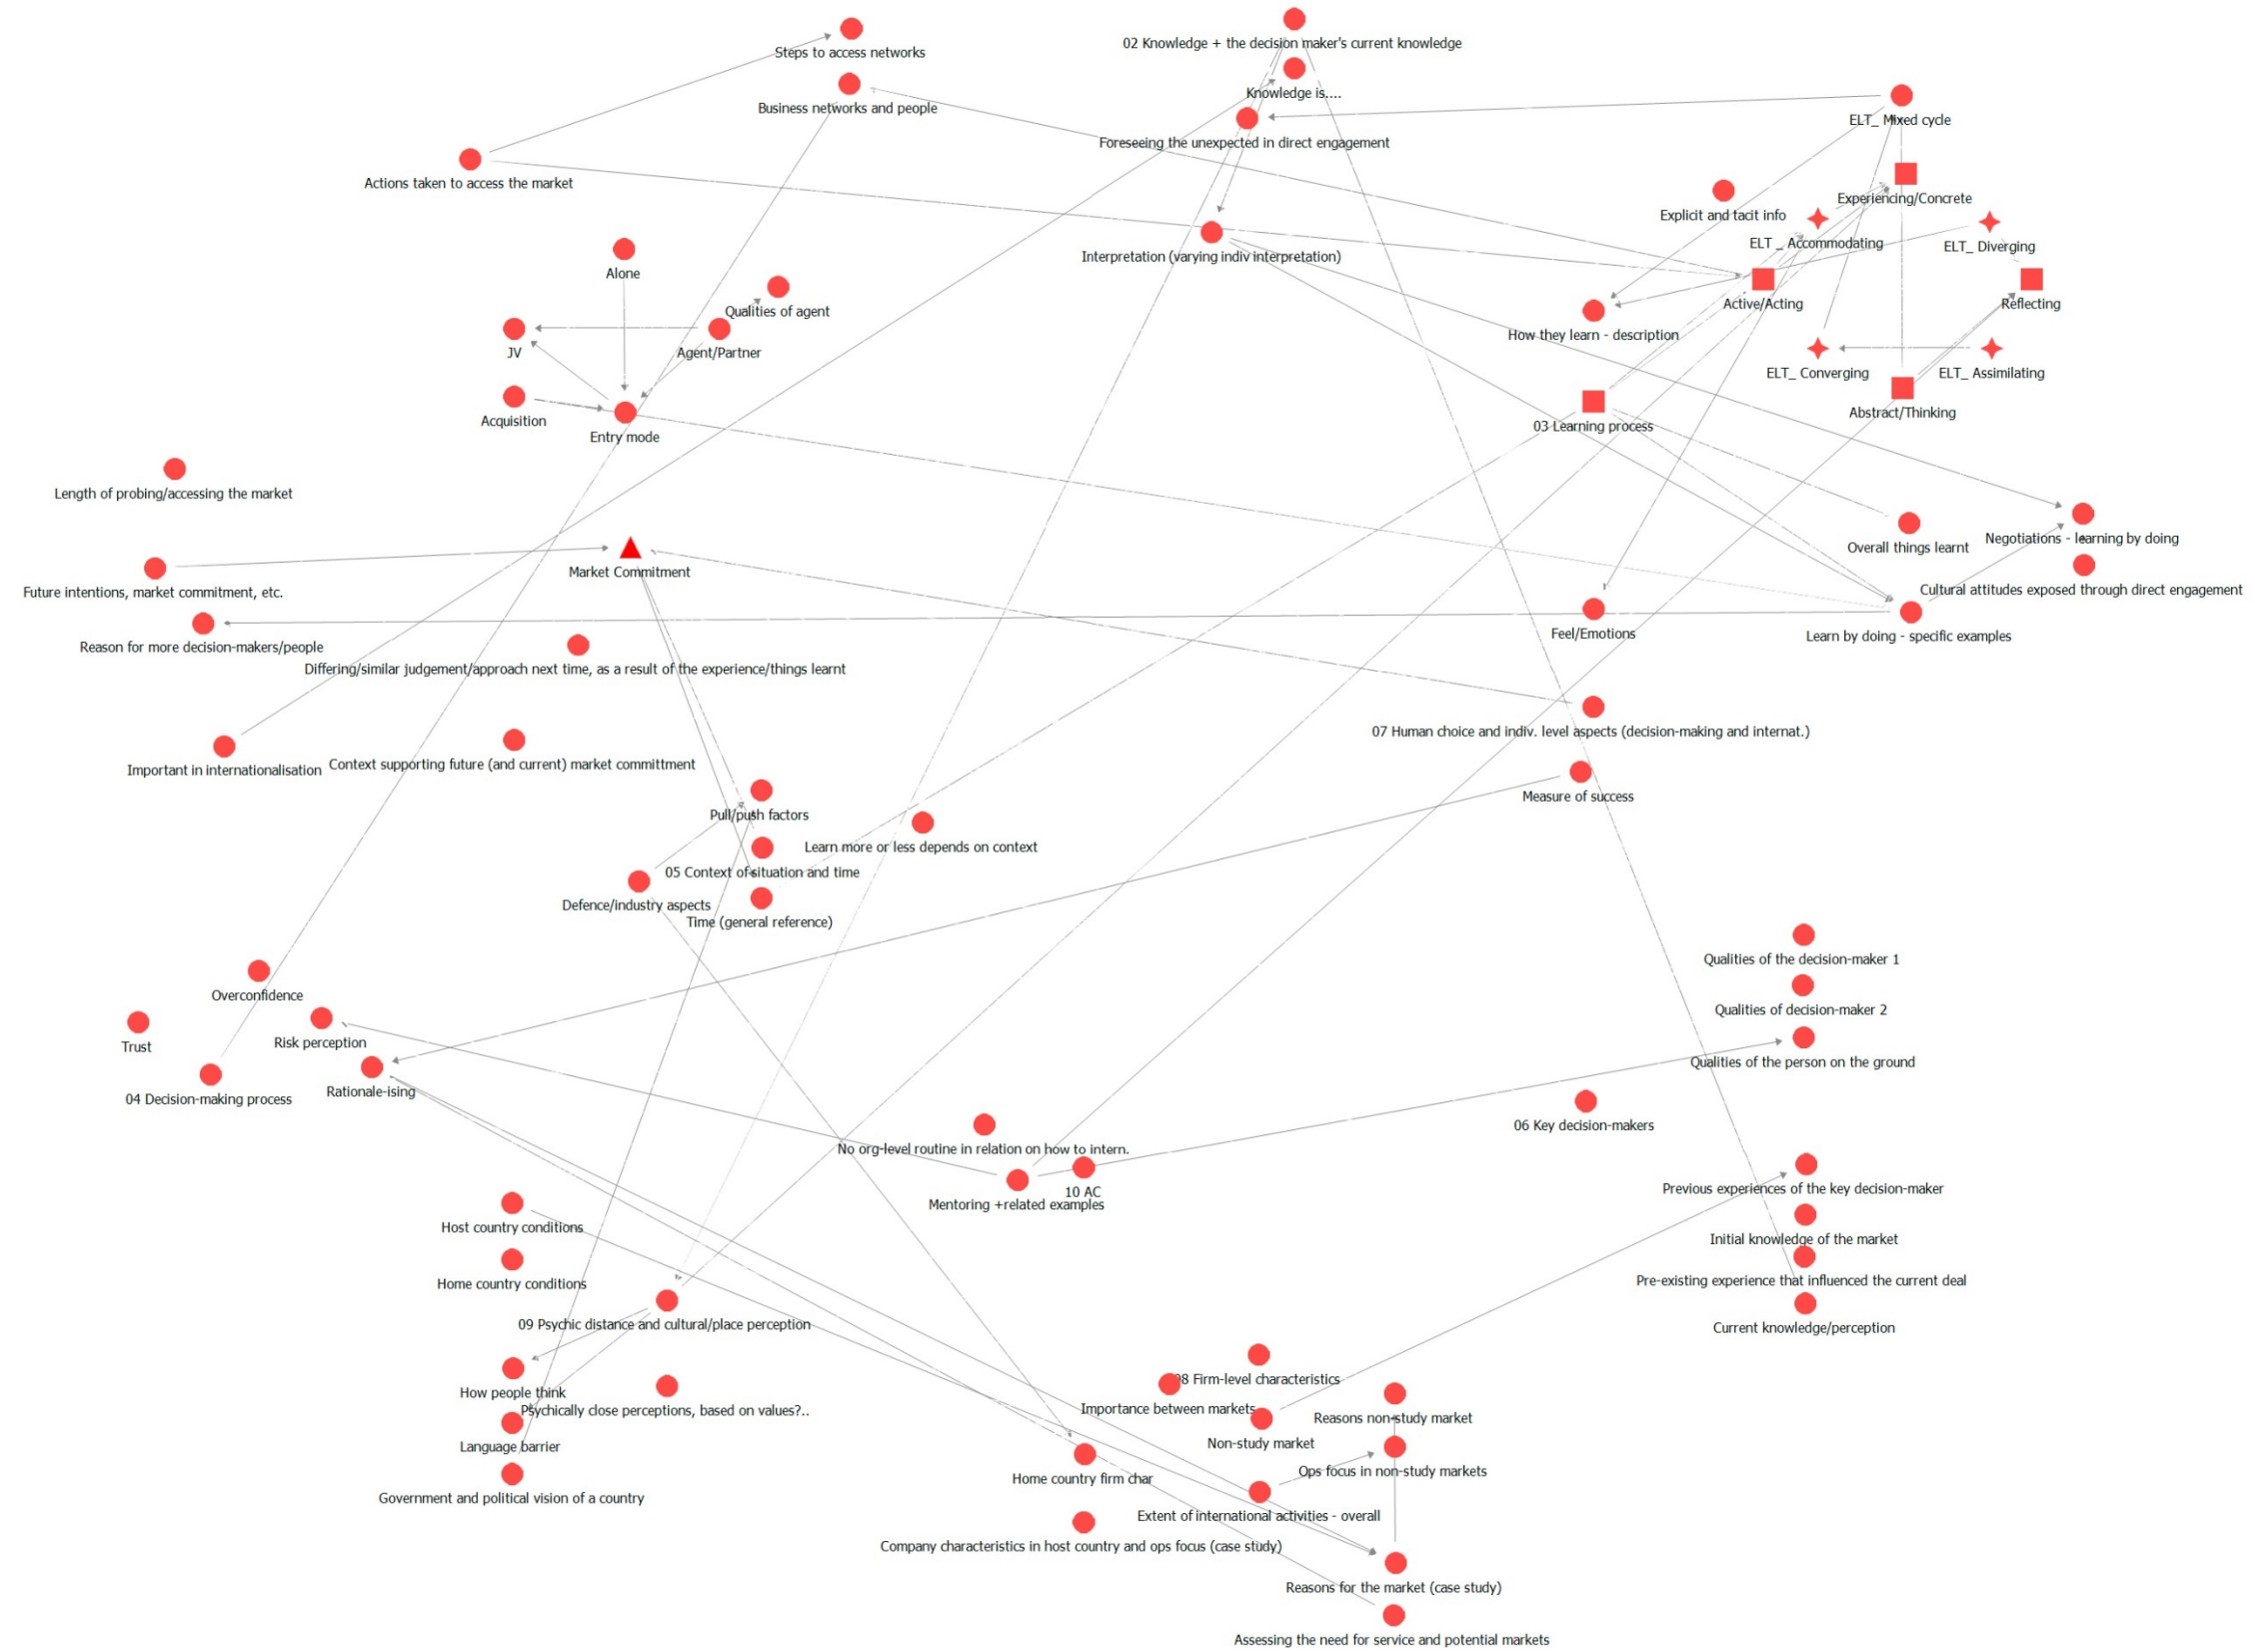 Steps to access networks
02 Knowledge + the decision maker's current knowledge
Business networks and people
Knowledge is....
ELT_ Mixed cycle
Foreseeing the unexpected in direct engagement
Actions taken to access the market
Experiencing/Concrete
Explicit and tacit info
ELT _ Accommodating
ELT_ Diverging
Interpretation (varying indiv interpretation)
Alone
Qualities of agent
Active/Acting
Reflecting
How they learn - description
JV
Agent/Partner
ELT_ Converging
ELT_ Assimilating
Abstract/Thinking
Acquisition
Entry mode
03 Learning process
Length of probing/accessing the market
Negotiations - learning by doing
Overall things learnt
Market Commitment
Future intentions, market commitment, etc.
Cultural attitudes exposed through direct engagement
Reason for more decision-makers/people
Feel/Emotions
Learn by doing - specific examples
Differing/similar judgement/approach next time, as a result of the experience/things learnt
07 Human choice and indiv. level aspects (decision-making and internat.)
Important in internationalisation
Context supporting future (and current) market committment
Measure of success
Pull/push factors
Learn more or less depends on context
05 Context of situation and time
Defence/industry aspects
Time (general reference)
Qualities of the decision-maker 1
Overconfidence
Qualities of decision-maker 2
Trust
Risk perception
Qualities of the person on the ground
04 Decision-making process
Rationale-ising
06 Key decision-makers
No org-level routine in relation on how to intern.
10 AC
Mentoring +related examples
Previous experiences of the key decision-maker
Host country conditions
Initial knowledge of the market
Home country conditions
Pre-existing experience that influenced the current deal
09 Psychic distance and cultural/place perception
Current knowledge/perception
08 Firm-level characteristics
How people think
Psychically close perceptions, based on values?..
Importance between markets
Reasons non-study market
Language barrier
Non-study market
Ops focus in non-study markets
Home country firm char
Government and political vision of a country
Extent of international activities - overall
Company characteristics in host country and ops focus (case study)
Reasons for the market (case study)
Assessing the need for service and potential markets